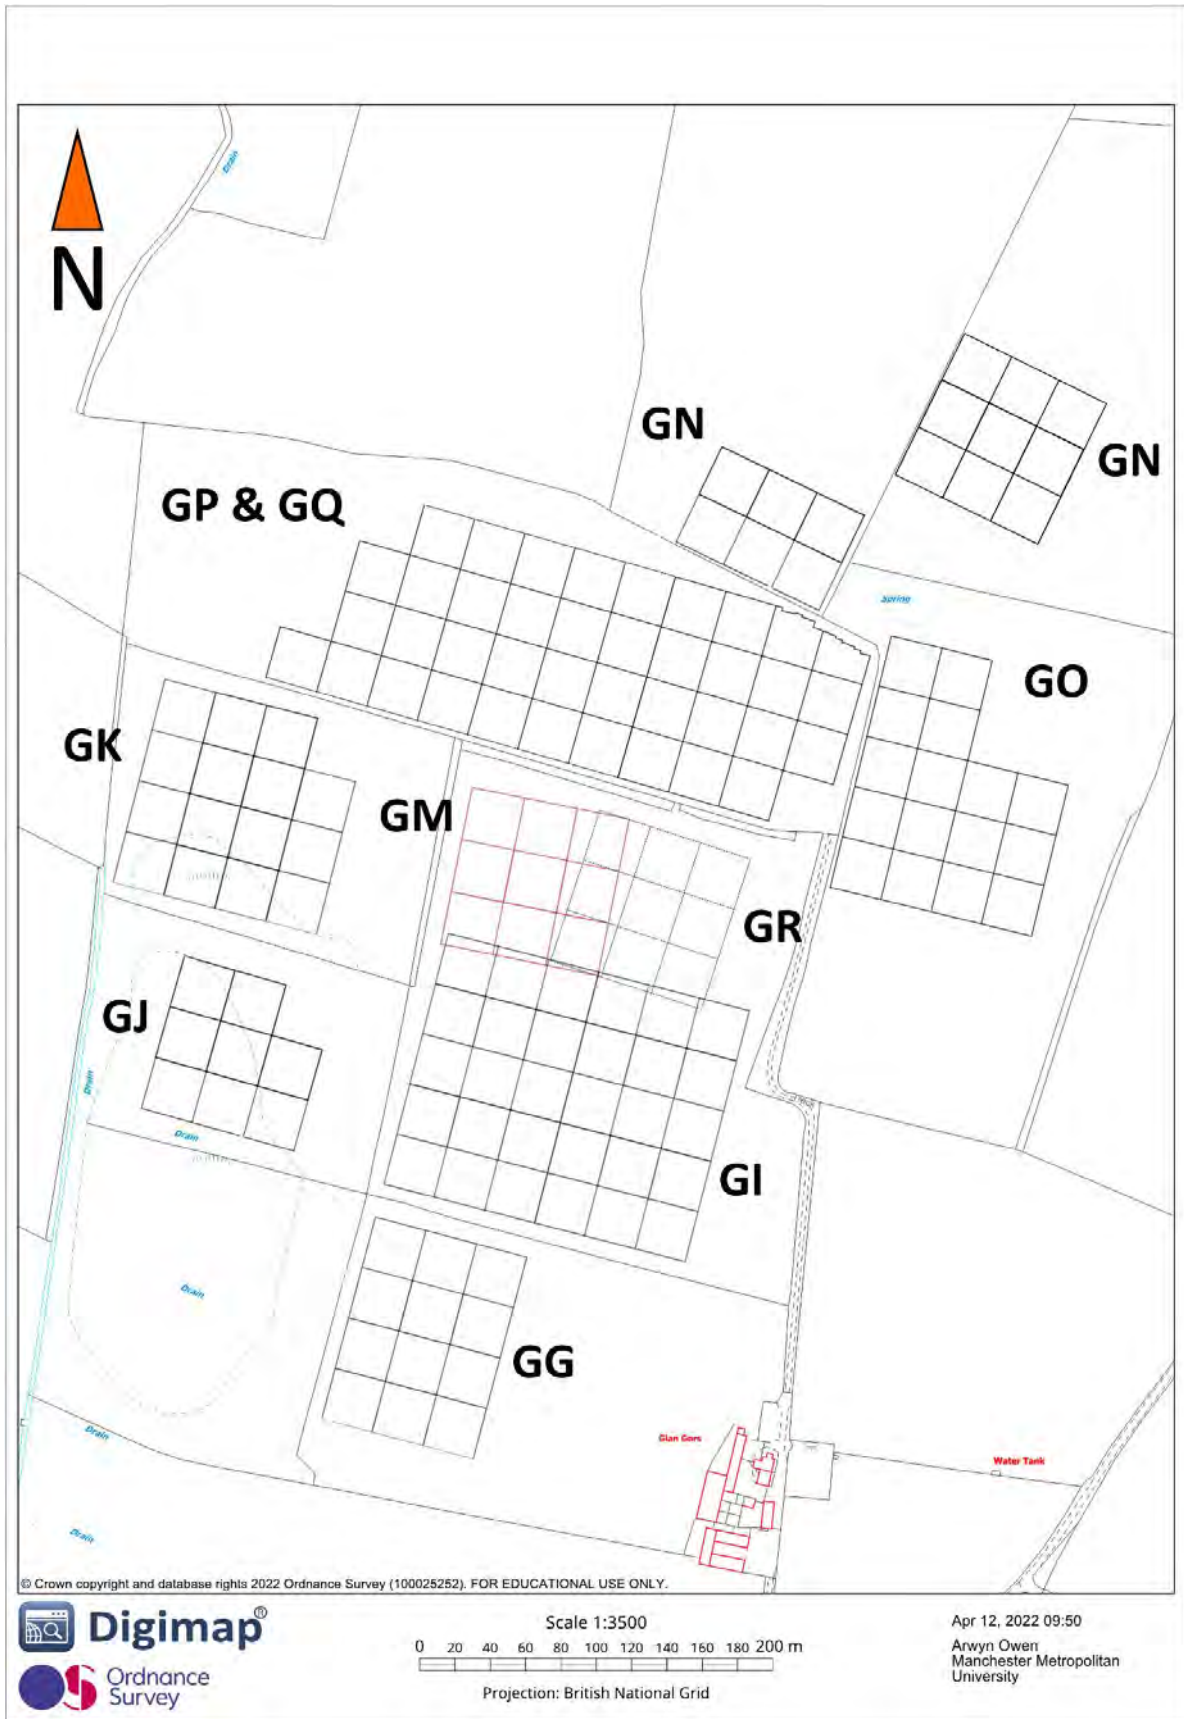 Drain
N
GN
GN
GP & GQ
Spring
GO
GK
GM
GR
GJ
Drain
Drain
GI
Drain
GG
Drain
Glan Gors
Water Tank
Drain
© Crown copyright and database rights 2022 Ordnance Survey (100025252). FOR EDUCATIONAL USE ONLY.
Digimap®
Ordnance
Survey
Scale 1:3500
0 20 40 60 80 100 120 140 160 180 200 m
Projection: British National Grid
Apr 12, 2022 09:50
Arwyn Owen
Manchester Metropolitan
University